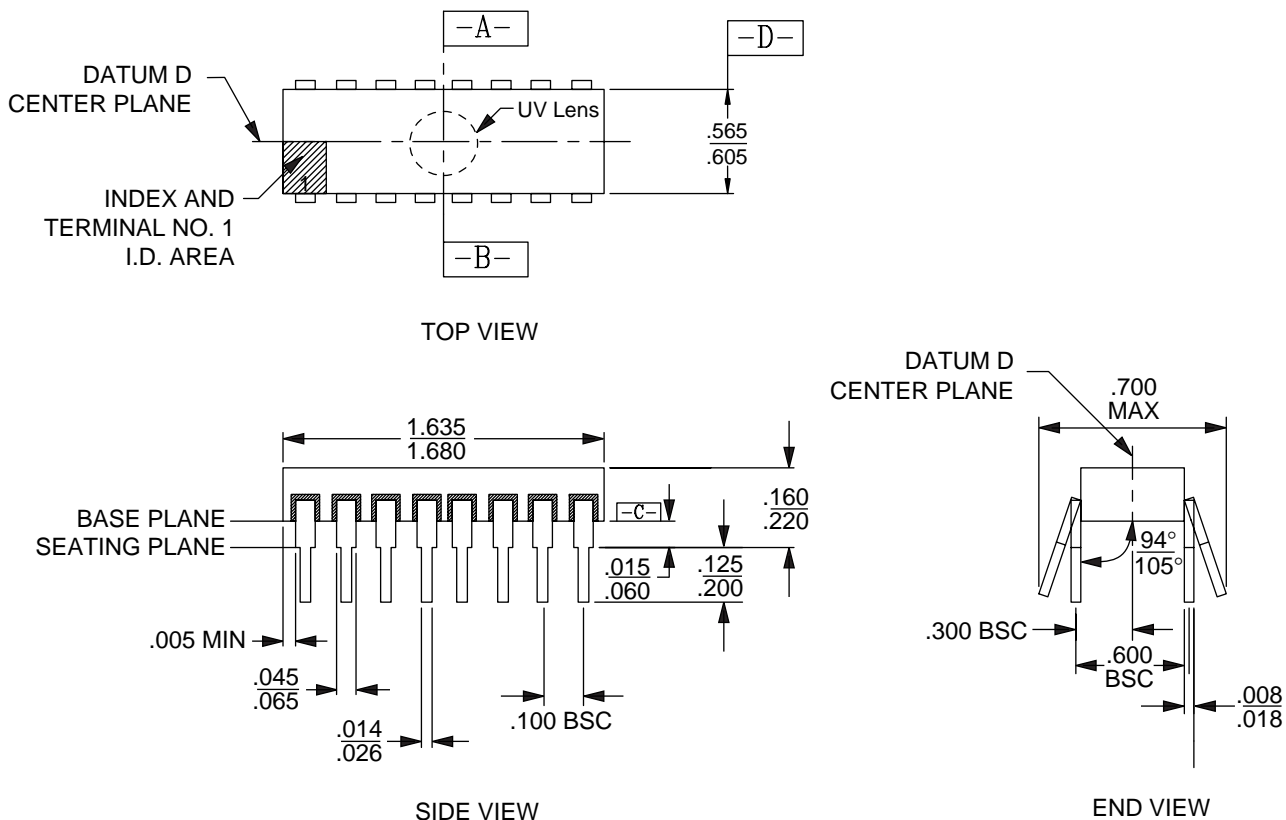 -A-
-D-
DATUM D
CENTER PLANE
UV Lens
.565
.605
1
INDEX AND
TERMINAL NO. 1
I.D. AREA
-B-
TOP VIEW
DATUM D
CENTER PLANE
.700
MAX
1.635
1.680
.160
.220
BASE PLANE
-C-
SEATING PLANE
.015
.060
.125
.200
94°
105°
.005 MIN
.300 BSC
.600
BSC
.045
.065
.100 BSC
.014
.026
.008
.018
SIDE VIEW
END VIEW